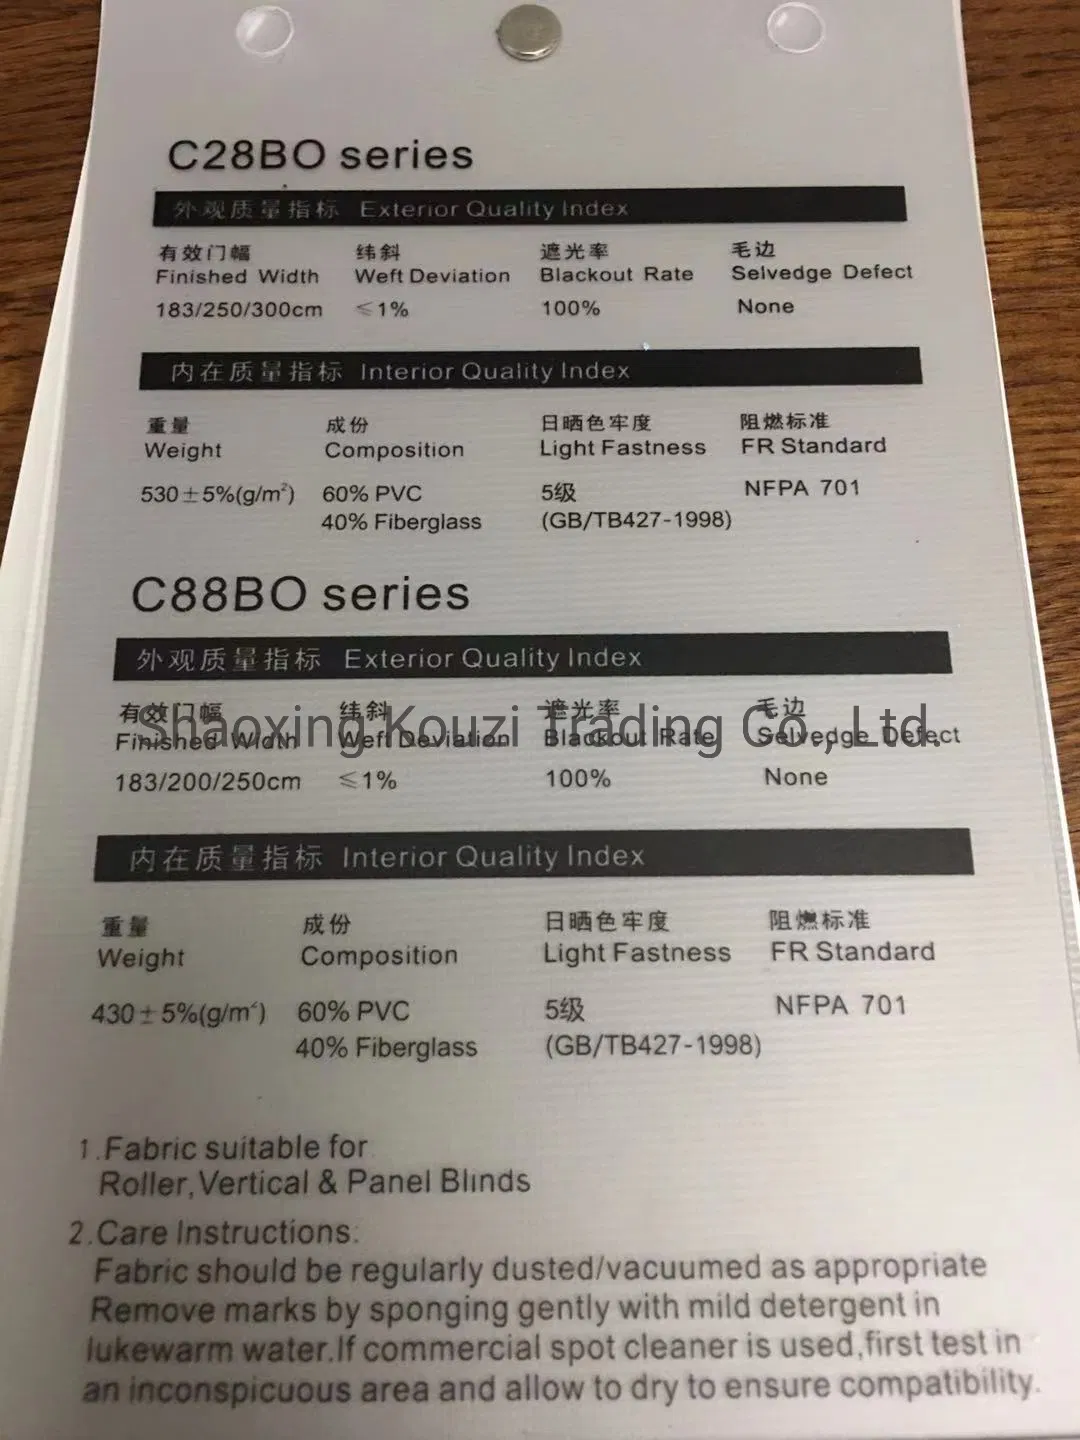 C28BO series
外观质量指标 Exterior Quality Index
有效门幅 纬斜 遮光率 毛边
Finished Width Weft Deviation Blackout Rate Selvedge Defect
183/250/300cm ≤1% 100% None
内在质量指标 Interior Quality Index
重量 成份 日晒色牢度 阻燃标准
Weight Composition Light Fastness FR Standard
530±5%(g/m²) 60% PVC 5级 NFPA 701
40% Fiberglass (GB/TB427-1998)
C88BO series
外观质量指标 Exterior Quality Index
有效门幅 纬斜 遮光率 毛边
Shaoxing Kouzi Trading Co., Ltd.
Finished Width Weft Deviation Blackout Rate Selvedge Defect
183/200/250cm ≤1% 100% None
内在质量指标 Interior Quality Index
重量 成份 日晒色牢度 阻燃标准
Weight Composition Light Fastness FR Standard
430±5%(g/m²) 60% PVC 5级 NFPA 701
40% Fiberglass (GB/TB427-1998)
1.Fabric suitable for
Roller,Vertical & Panel Blinds
2.Care Instructions:
Fabric should be regularly dusted/vacuumed as appropriate
Remove marks by sponging gently with mild detergent in
lukewarm water.If commercial spot cleaner is used,first test in
an inconspicuous area and allow to dry to ensure compatibility.